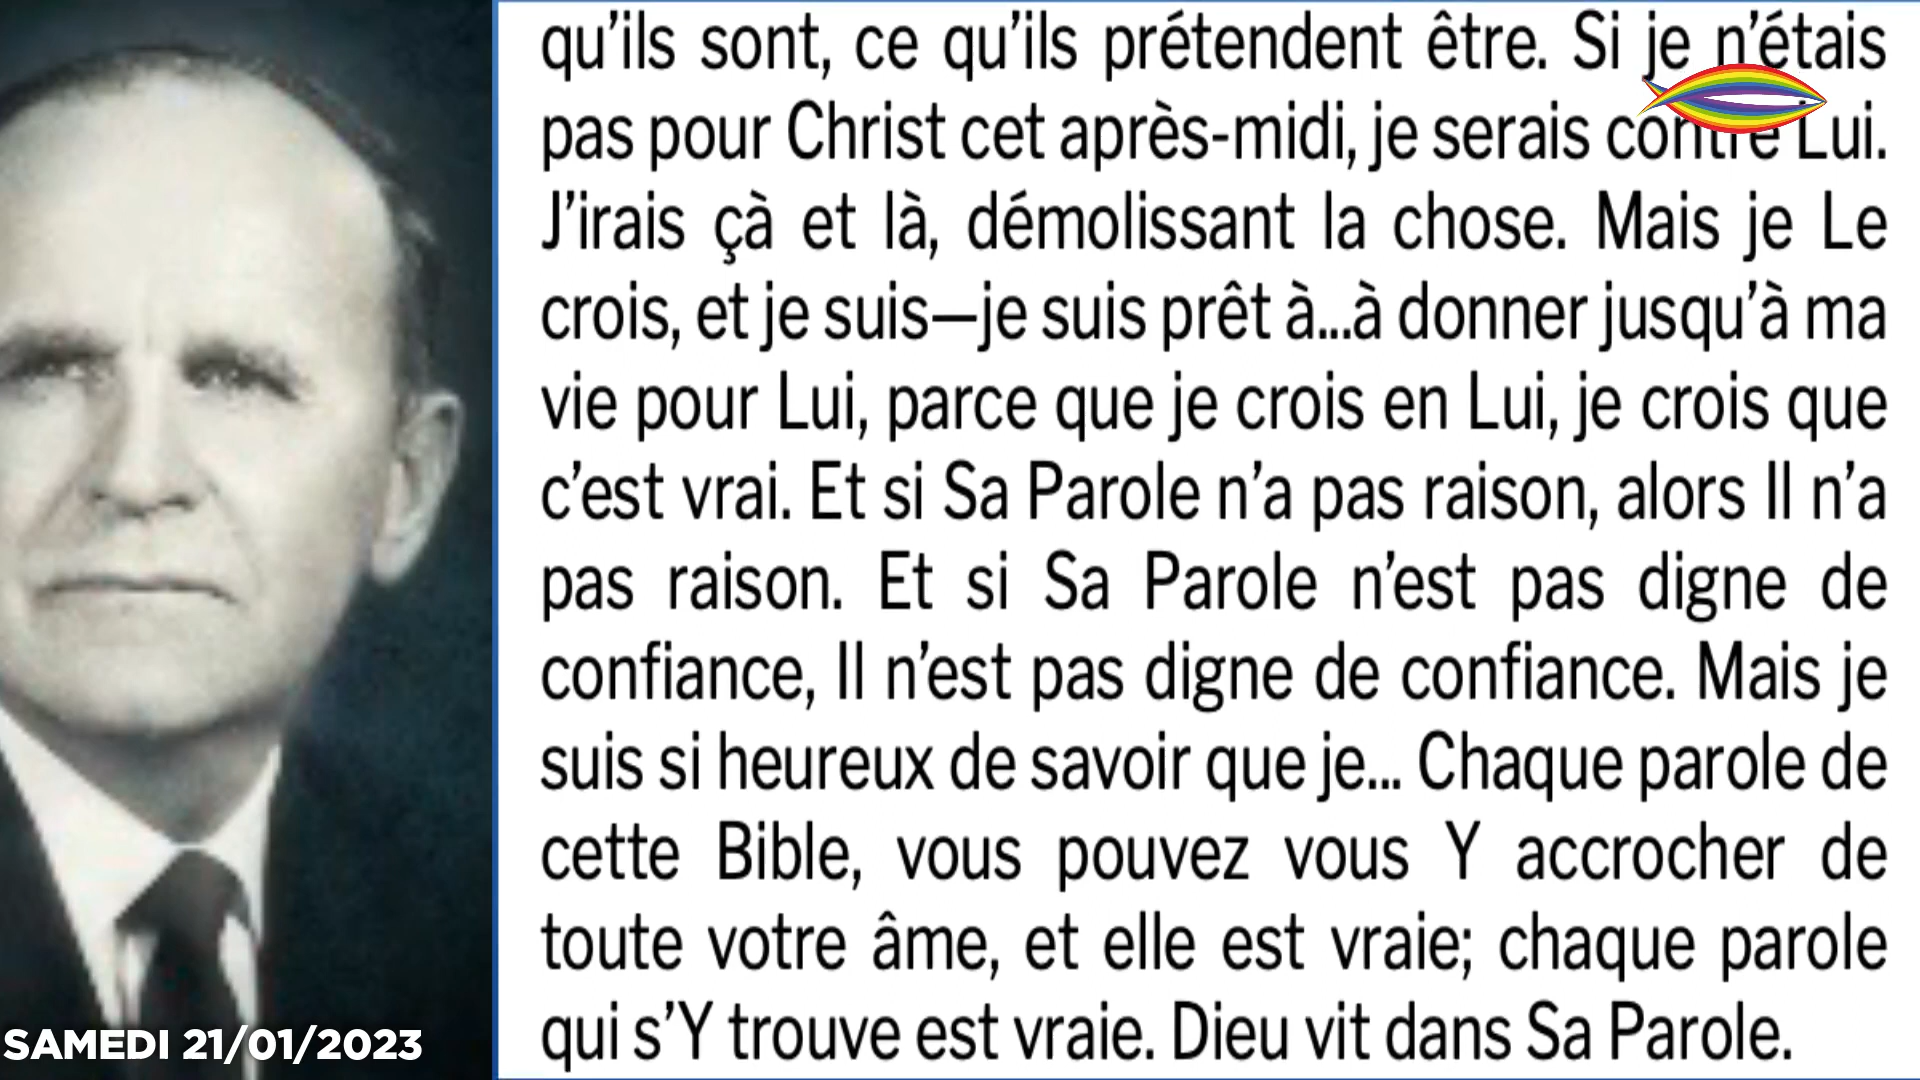 qu’ils sont, ce qu’ils prétendent être. Si je n’étais
pas pour Christ cet après-midi, je serais contre Lui.
J’irais çà et là, démolissant la chose. Mais je Le
crois, et je suis—je suis prêt à...à donner jusqu’à ma
vie pour Lui, parce que je crois en Lui, je crois que
c’est vrai. Et si Sa Parole n’a pas raison, alors Il n’a
pas raison. Et si Sa Parole n’est pas digne de
confiance, Il n’est pas digne de confiance. Mais je
suis si heureux de savoir que je... Chaque parole de
cette Bible, vous pouvez vous Y accrocher de
toute votre âme, et elle est vraie; chaque parole
qui s’Y trouve est vraie. Dieu vit dans Sa Parole.
SAMEDI 21/01/2023